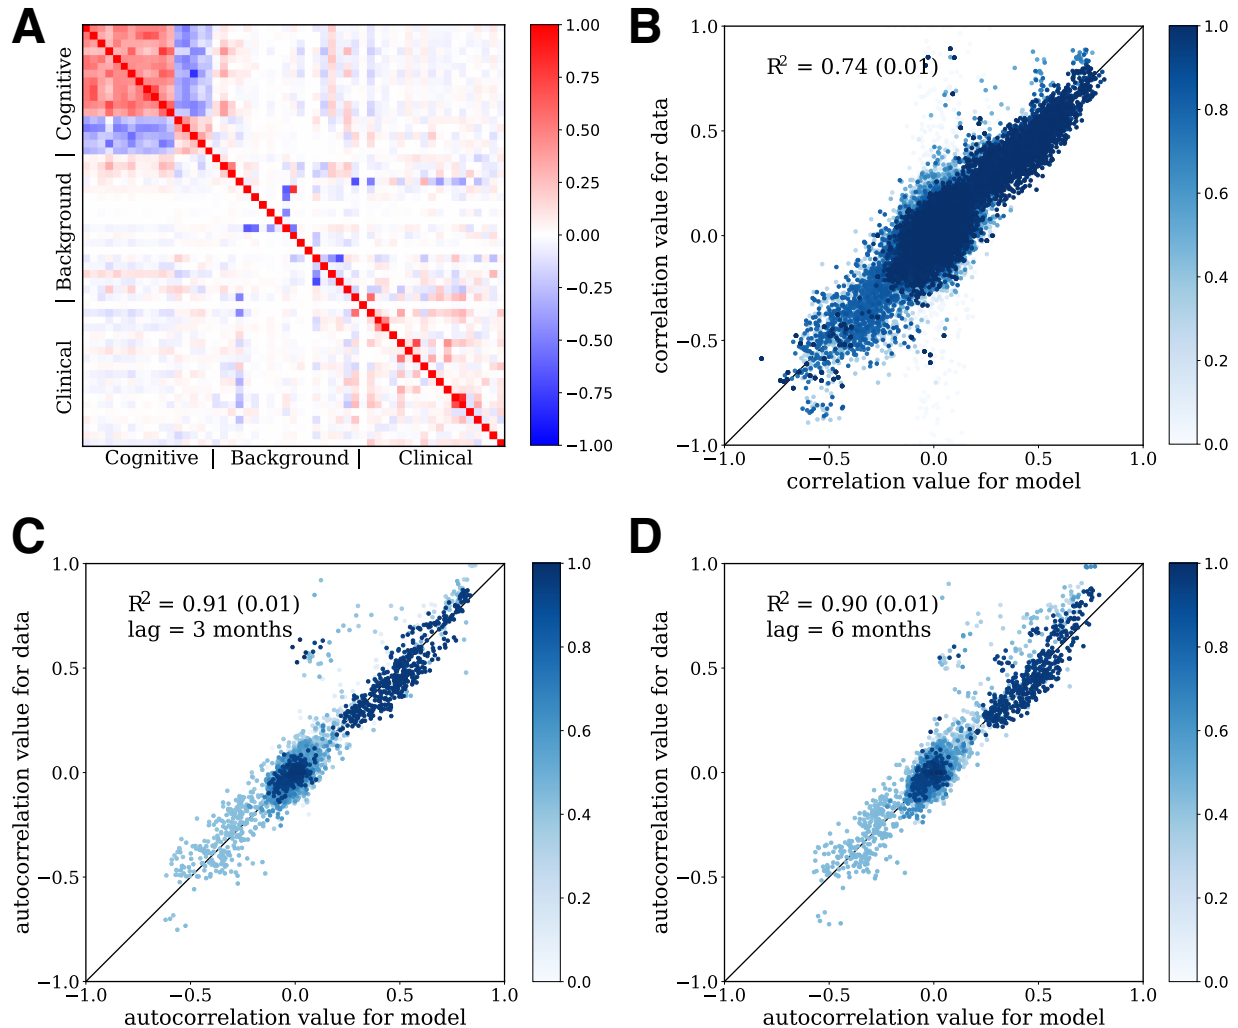 A
Cognitive
| Background |
Clinical
1.00
0.75
0.50
0.25
0.00
−0.25
−0.50
−0.75
−1.00
Cognitive | Background | Clinical
B
R² = 0.74 (0.01)
correlation value for data
1.0
0.5
0.0
−0.5
−1.0
−1.0 −0.5 0.0 0.5 1.0
correlation value for model
1.0
0.8
0.6
0.4
0.2
0.0
C
R² = 0.91 (0.01)
lag = 3 months
autocorrelation value for data
1.0
0.5
0.0
−0.5
−1.0
−1.0 −0.5 0.0 0.5 1.0
autocorrelation value for model
1.0
0.8
0.6
0.4
0.2
0.0
D
R² = 0.90 (0.01)
lag = 6 months
autocorrelation value for data
1.0
0.5
0.0
−0.5
−1.0
−1.0 −0.5 0.0 0.5 1.0
autocorrelation value for model
1.0
0.8
0.6
0.4
0.2
0.0